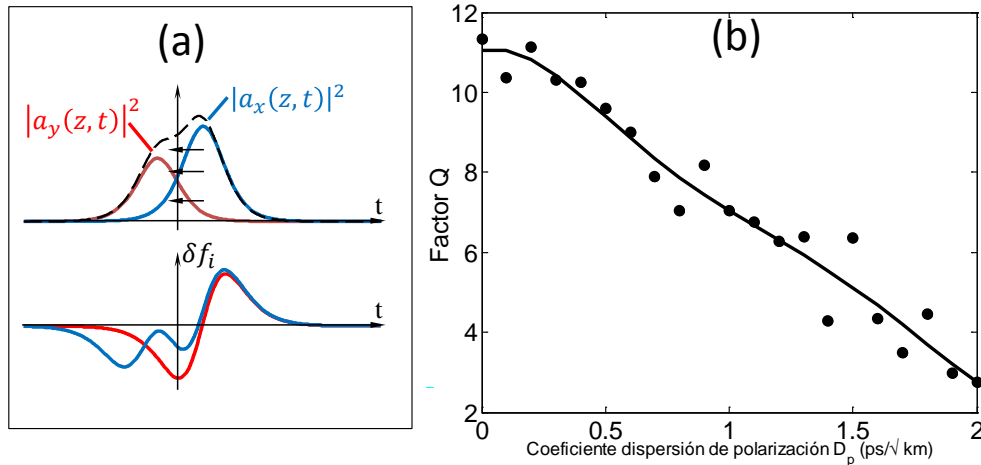 (a)
|a_y(z, t)|²
|a_x(z, t)|²
t
δf_i
t
(b)
12
10
8
6
4
2
Factor Q
0
0.5
1
1.5
2
Coeficiente dispersión de polarización D_p (ps/√ km)